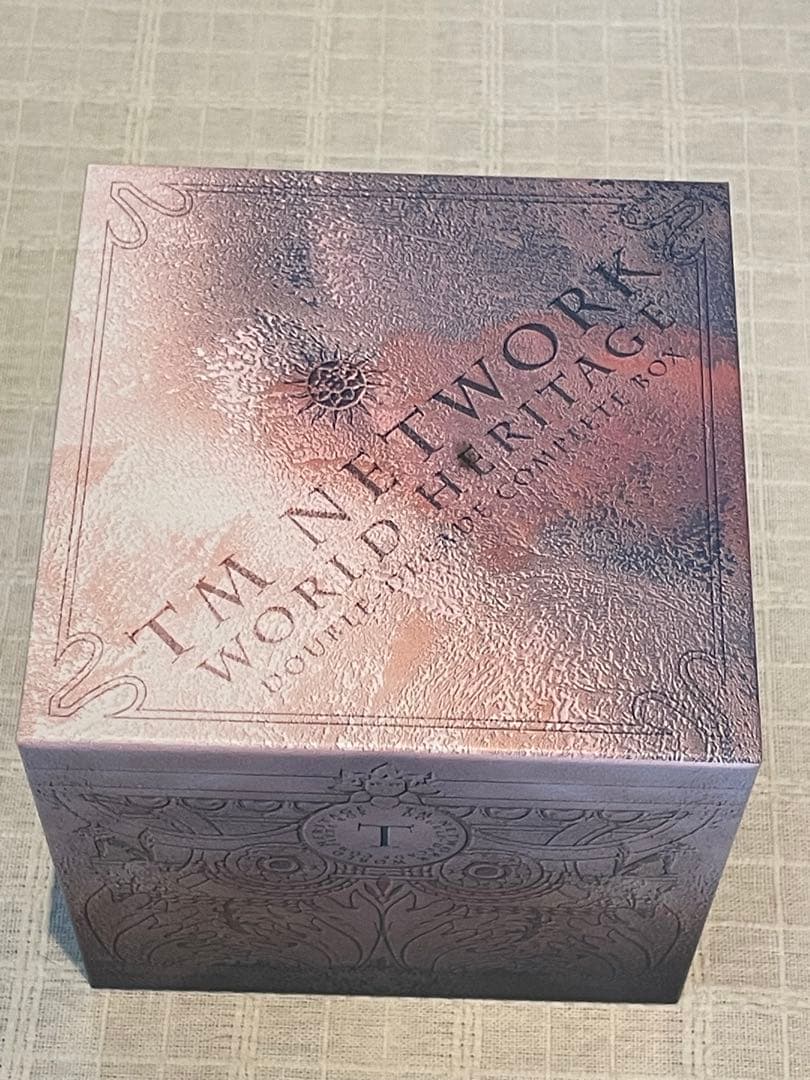 TM NETWORK
WORLD HERITAGE
DOUBLE-DECADE COMPLETE BOX
T